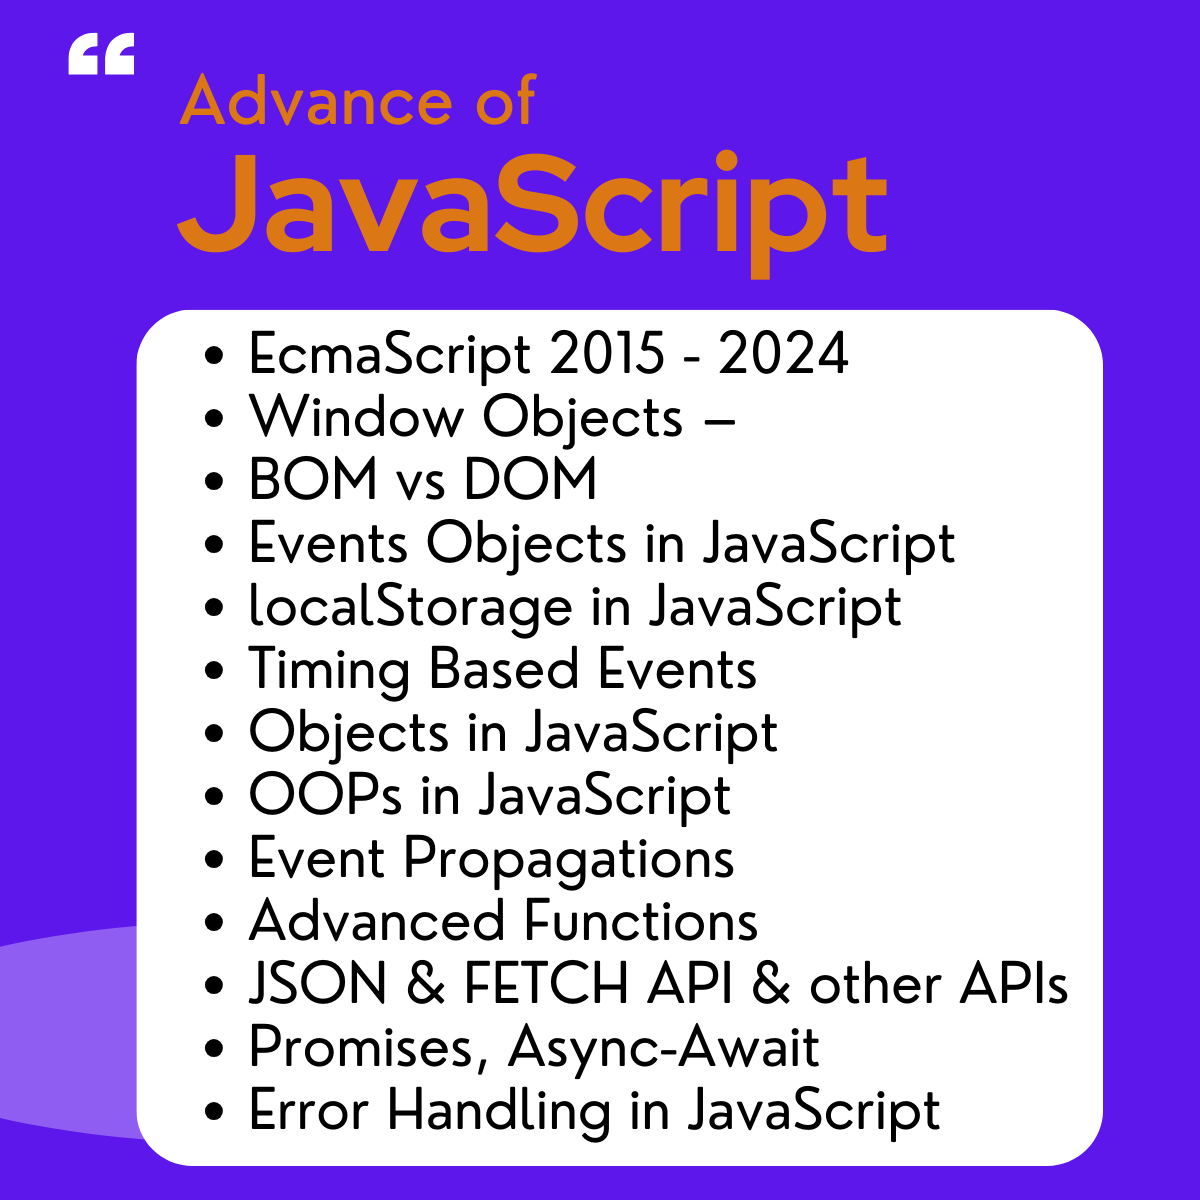 “
Advance of
JavaScript
• EcmaScript 2015 - 2024
• Window Objects –
• BOM vs DOM
• Events Objects in JavaScript
• localStorage in JavaScript
• Timing Based Events
• Objects in JavaScript
• OOPs in JavaScript
• Event Propagations
• Advanced Functions
• JSON & FETCH API & other APIs
• Promises, Async-Await
• Error Handling in JavaScript